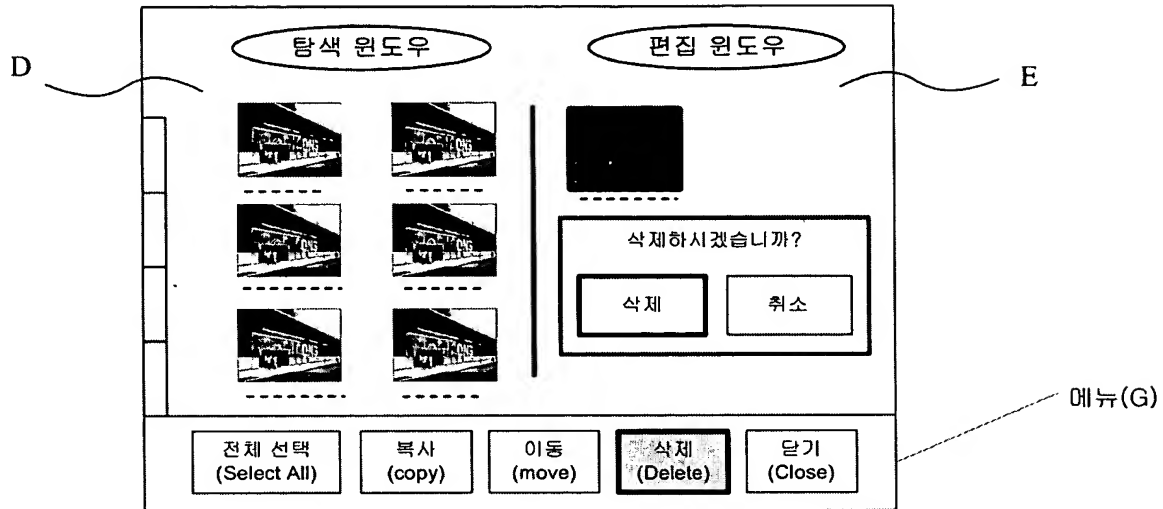 탐색 윈도우
편집 윈도우
D
E
삭제하시겠습니까?
삭제
취소
메뉴(G)
전체 선택
(Select All)
복사
(copy)
이동
(move)
삭제
(Delete)
닫기
(Close)